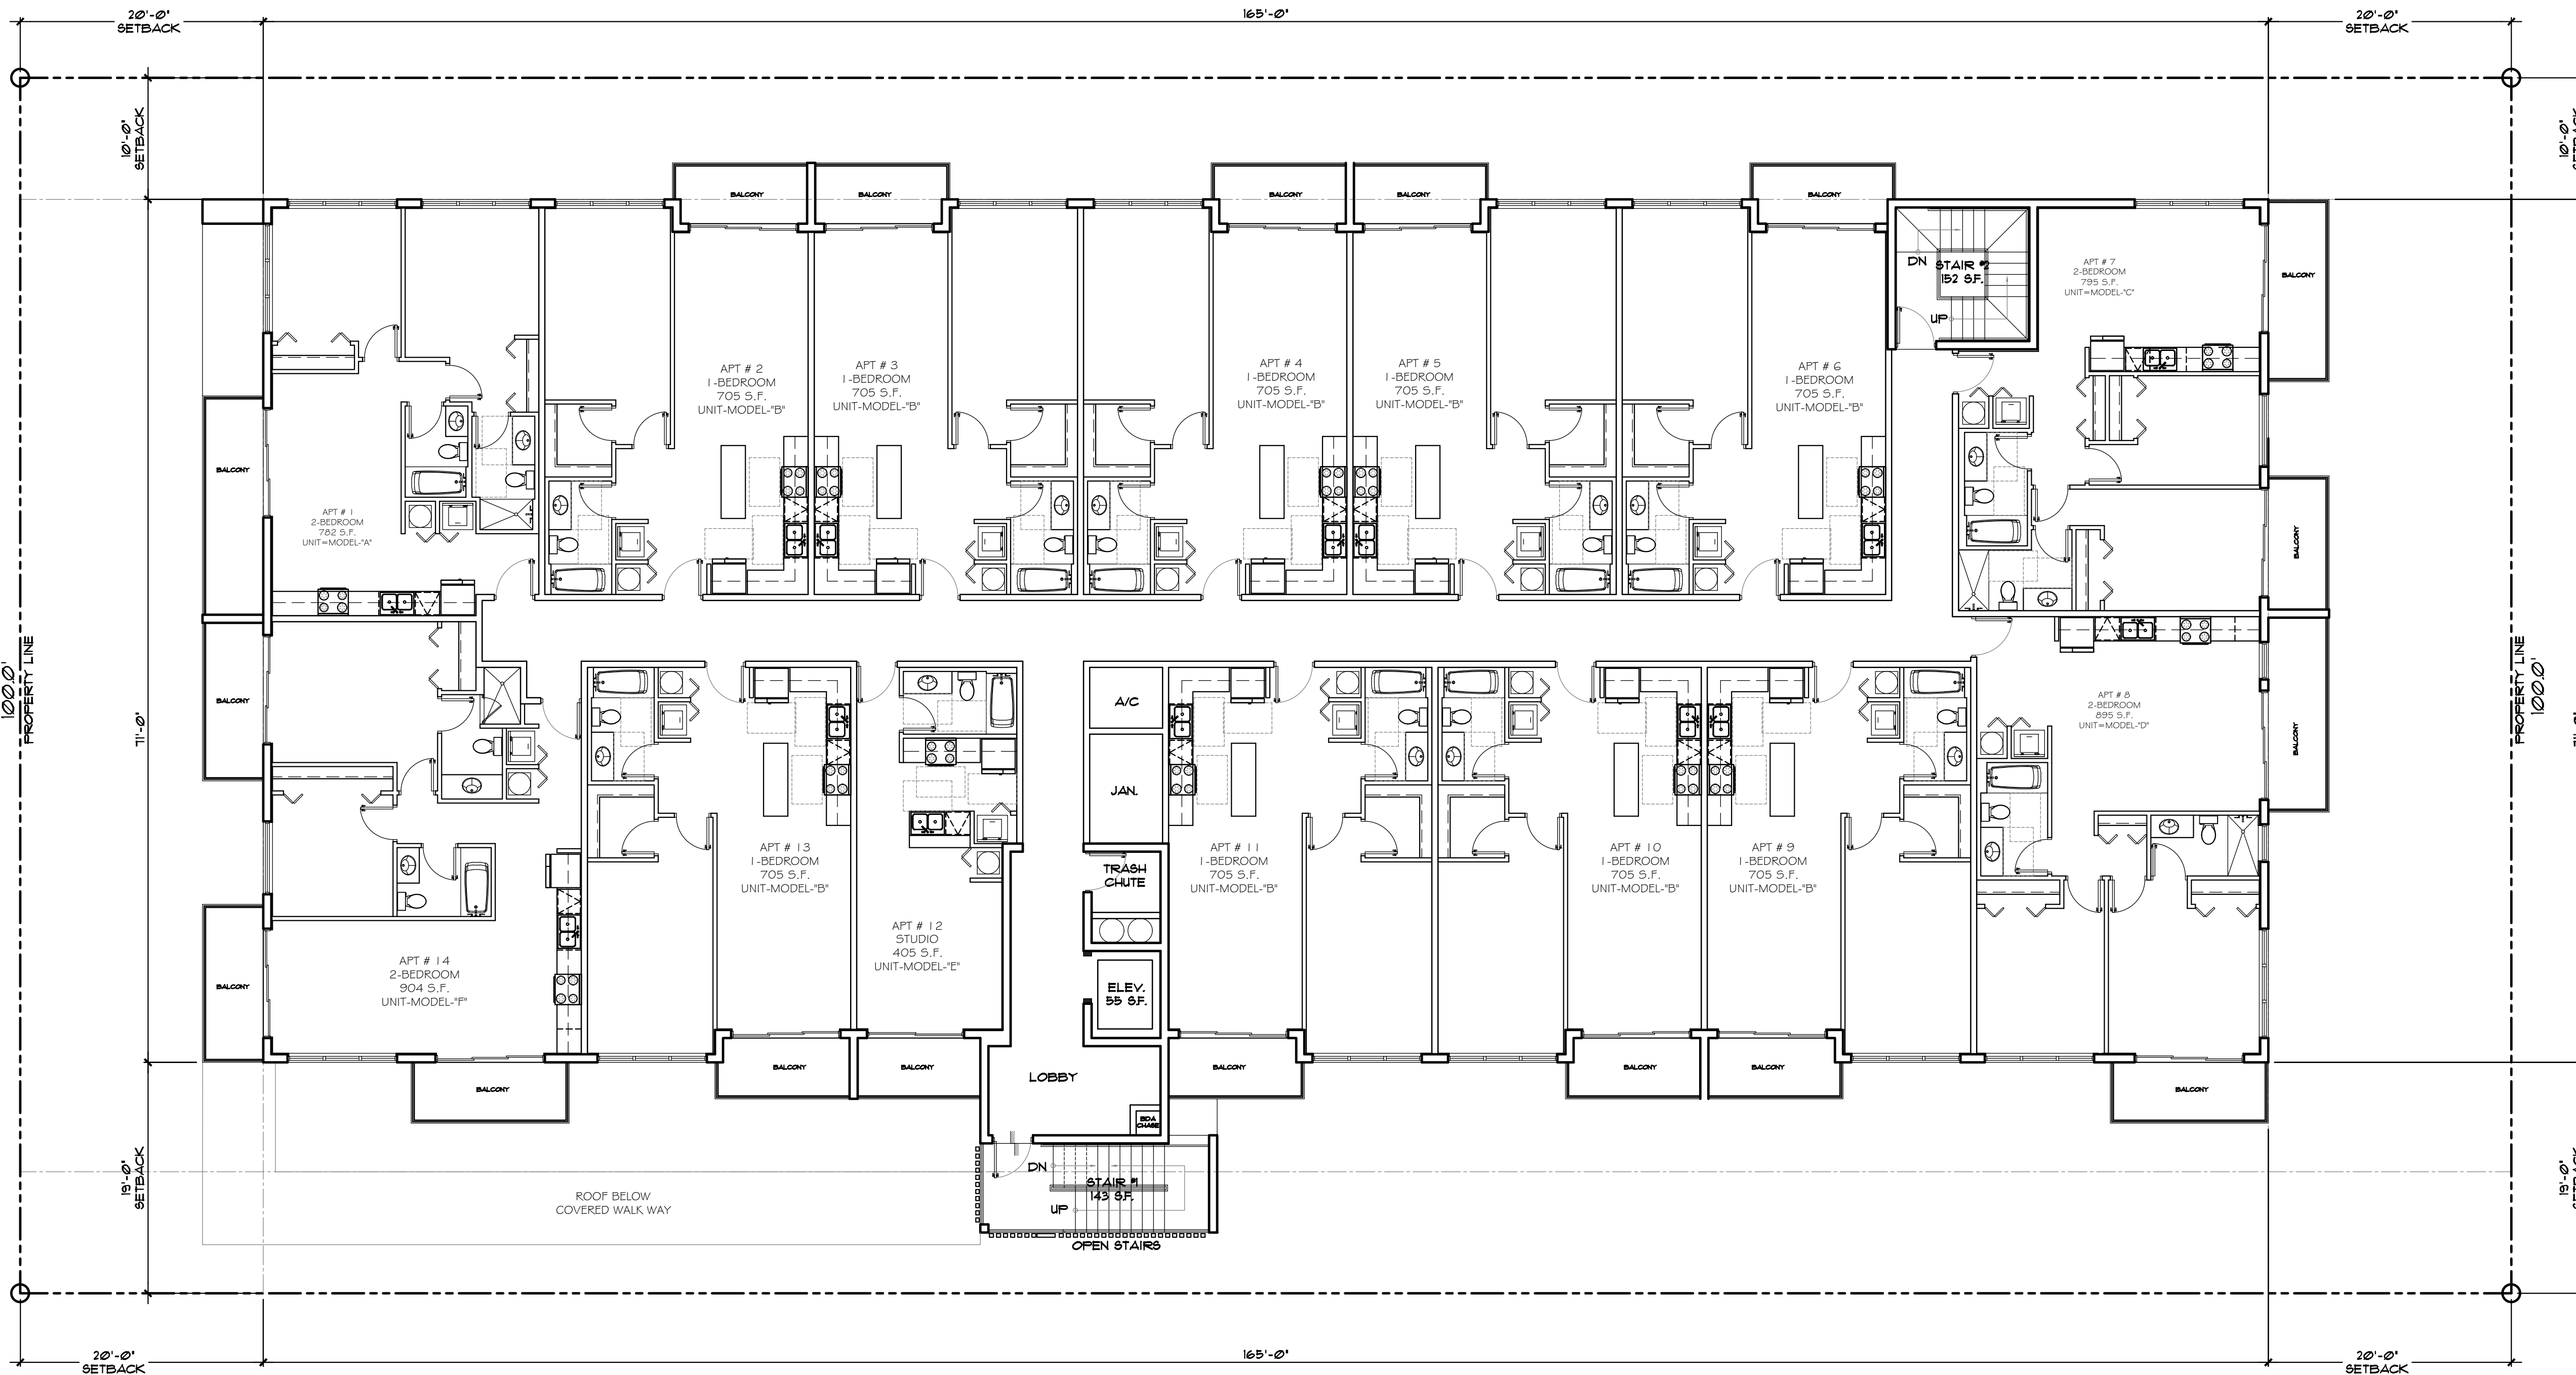 20'-0"
SETBACK
165'-0"
20'-0"
SETBACK
10'-0"
SETBACK
10'-0"
BALCONY
BALCONY
BALCONY
BALCONY
BALCONY
DN
STAIR #2
152 S.F.
UP
APT # 7
2-BEDROOM
795 S.F.
UNIT=MODEL-"C"
BALCONY
APT # 2
1-BEDROOM
705 S.F.
UNIT-MODEL-"B"
APT # 3
1-BEDROOM
705 S.F.
UNIT-MODEL-"B"
APT # 4
1-BEDROOM
705 S.F.
UNIT-MODEL-"B"
APT # 5
1-BEDROOM
705 S.F.
UNIT-MODEL-"B"
APT # 6
1-BEDROOM
705 S.F.
UNIT-MODEL-"B"
BALCONY
APT # 1
2-BEDROOM
782 S.F.
UNIT=MODEL-"A"
BALCONY
100.0'
PROPERTY LINE
71'-0"
BALCONY
A/C
JAN.
APT # 8
2-BEDROOM
895 S.F.
UNIT=MODEL-"D"
BALCONY
PROPERTY LINE
100.0'
APT # 13
1-BEDROOM
705 S.F.
UNIT-MODEL-"B"
TRASH
CHUTE
APT # 11
1-BEDROOM
705 S.F.
UNIT-MODEL-"B"
APT # 10
1-BEDROOM
705 S.F.
UNIT-MODEL-"B"
APT # 9
1-BEDROOM
705 S.F.
UNIT-MODEL-"B"
APT # 12
STUDIO
405 S.F.
UNIT-MODEL-"E"
BALCONY
APT # 14
2-BEDROOM
904 S.F.
UNIT-MODEL-"F"
ELEV.
55 S.F.
BALCONY
BALCONY
BALCONY
LOBBY
BALCONY
BALCONY
BALCONY
BALCONY
BDA
CHASE
19'-0"
SETBACK
ROOF BELOW
COVERED WALK WAY
DN
STAIR #1
143 S.F.
UP
OPEN STAIRS
19'-0"
20'-0"
SETBACK
165'-0"
20'-0"
SETBACK